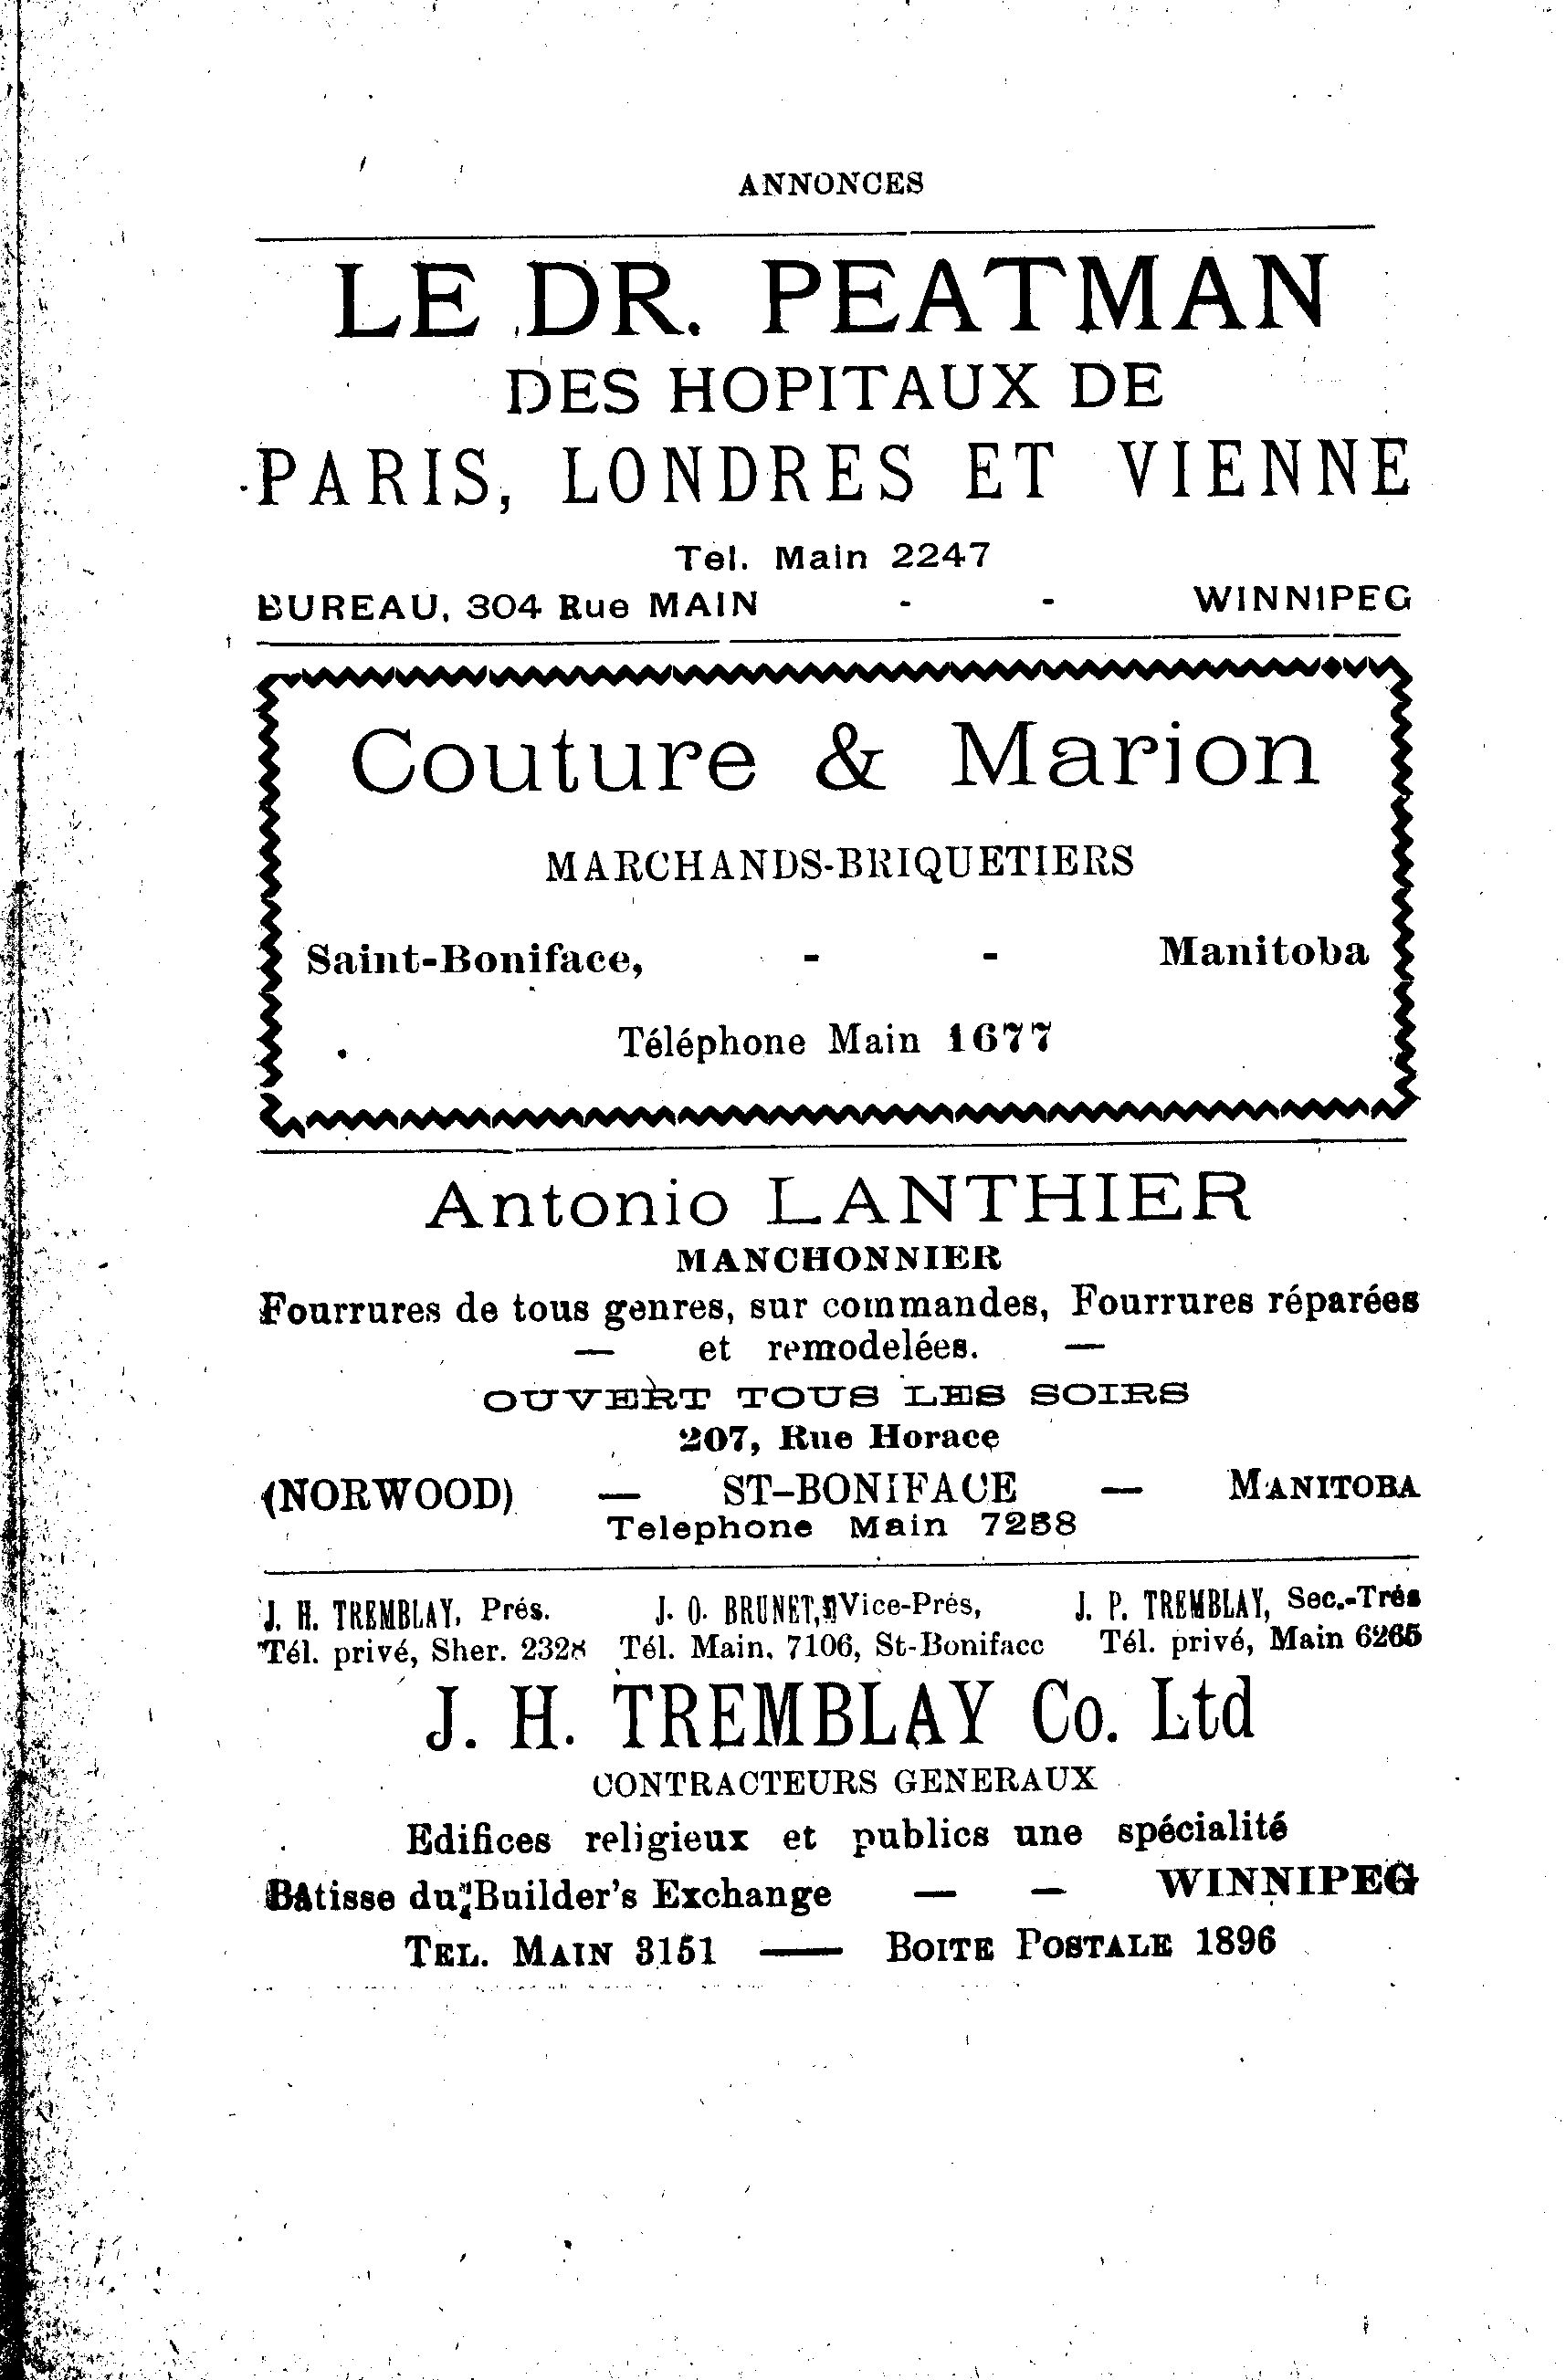 ANNONCES
LE DR. PEATMAN
DES HOPITAUX DE
PARIS, LONDRES ET VIENNE
Tel. Main 2247
BUREAU, 304 Rue MAIN - - WINNIPEG
Couture & Marion
MARCHANDS-BRIQUETIERS
Saint-Boniface, - - Manitoba
Téléphone Main 1677
Antonio LANTHIER
MANCHONNIER
Fourrures de tous genres, sur commandes, Fourrures réparées
— et remodelées. —
OUVERT TOUS LES SOIRS
207, Rue Horace
(NORWOOD) — ST-BONIFACE — MANITOBA
Telephone Main 7258
J. H. TREMBLAY, Prés. J. O. BRUNET, Vice-Prés, J. P. TREMBLAY, Sec.-Trés
Tél. privé, Sher. 2328 Tél. Main, 7106, St-Boniface Tél. privé, Main 6265
J. H. TREMBLAY Co. Ltd
CONTRACTEURS GENERAUX
Edifices religieux et publics une spécialité
Bâtisse du Builder's Exchange — — WINNIPEG
TEL. MAIN 3151 — BOITE POSTALE 1896